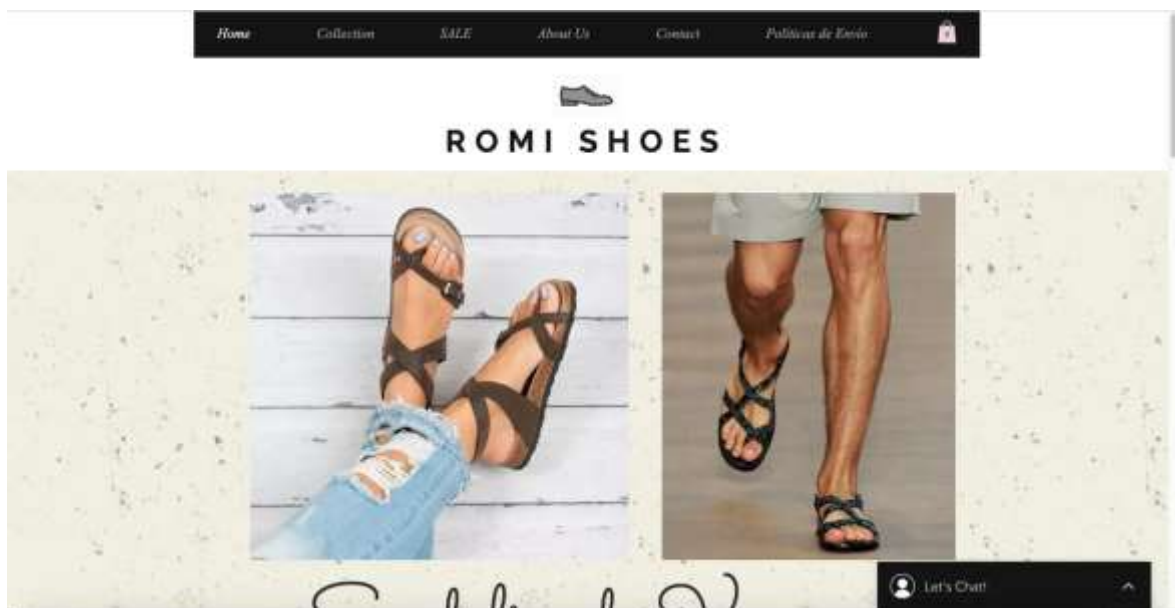 Home Collection SALE About Us Contact Políticas de Envío
ROMI SHOES
Let's Chat!